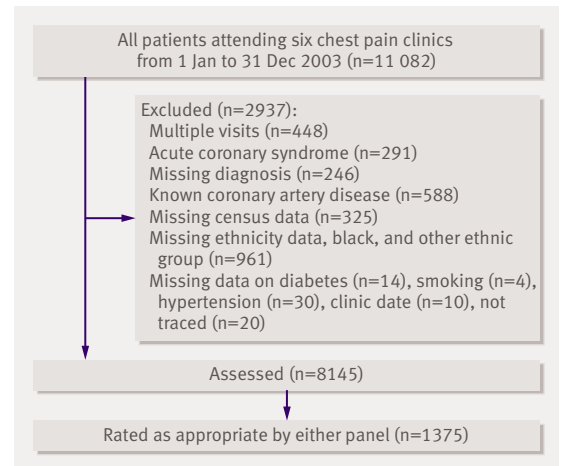 All patients attending six chest pain clinics
from 1 Jan to 31 Dec 2003 (n=11 082)
Excluded (n=2937):
Multiple visits (n=448)
Acute coronary syndrome (n=291)
Missing diagnosis (n=246)
Known coronary artery disease (n=588)
Missing census data (n=325)
Missing ethnicity data, black, and other ethnic
group (n=961)
Missing data on diabetes (n=14), smoking (n=4),
hypertension (n=30), clinic date (n=10), not
traced (n=20)
Assessed (n=8145)
Rated as appropriate by either panel (n=1375)